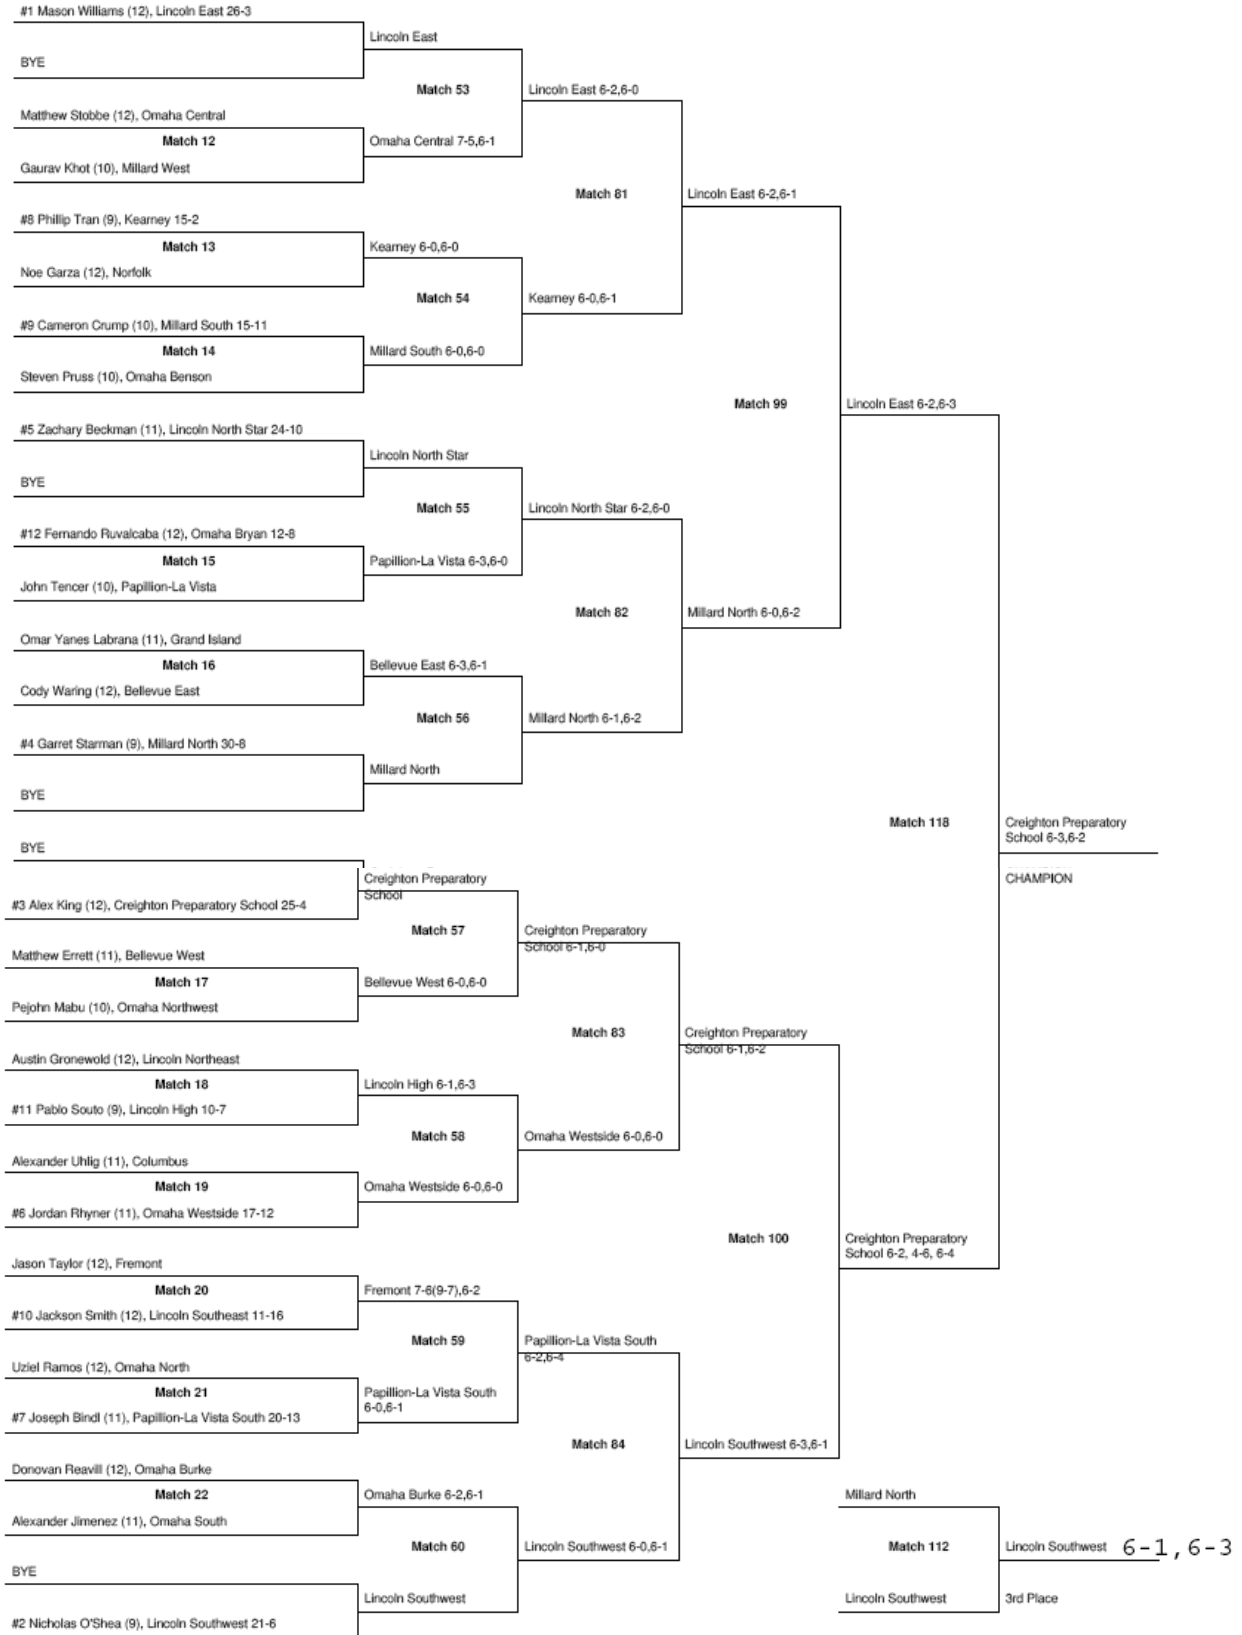 #1 Mason Williams (12), Lincoln East 26-3
Lincoln East
BYE
Match 53
Lincoln East 6-2,6-0
Matthew Stobbe (12), Omaha Central
Match 12
Omaha Central 7-5,6-1
Gaurav Khot (10), Millard West
Match 81
Lincoln East 6-2,6-1
#8 Phillip Tran (9), Kearney 15-2
Match 13
Kearney 6-0,6-0
Noe Garza (12), Norfolk
Match 54
Kearney 6-0,6-1
#9 Cameron Crump (10), Millard South 15-11
Match 14
Millard South 6-0,6-0
Steven Pruss (10), Omaha Benson
Match 99
Lincoln East 6-2,6-3
#5 Zachary Beckman (11), Lincoln North Star 24-10
Lincoln North Star
BYE
Match 55
Lincoln North Star 6-2,6-0
#12 Fernando Ruvalcaba (12), Omaha Bryan 12-8
Match 15
Papillion-La Vista 6-3,6-0
John Tencer (10), Papillion-La Vista
Match 82
Millard North 6-0,6-2
Omar Yanes Labrana (11), Grand Island
Match 16
Bellevue East 6-3,6-1
Cody Waring (12), Bellevue East
Match 56
Millard North 6-1,6-2
#4 Garret Starman (9), Millard North 30-8
Millard North
BYE
Match 118
Creighton Preparatory
School 6-3,6-2
BYE
CHAMPION
Creighton Preparatory
School
#3 Alex King (12), Creighton Preparatory School 25-4
Match 57
Creighton Preparatory
School 6-1,6-0
Matthew Errett (11), Bellevue West
Match 17
Bellevue West 6-0,6-0
Pejohn Mabu (10), Omaha Northwest
Match 83
Creighton Preparatory
School 6-1,6-2
Austin Gronewold (12), Lincoln Northeast
Match 18
Lincoln High 6-1,6-3
#11 Pablo Souto (9), Lincoln High 10-7
Match 58
Omaha Westside 6-0,6-0
Alexander Uhlig (11), Columbus
Match 19
Omaha Westside 6-0,6-0
#6 Jordan Rhyner (11), Omaha Westside 17-12
Match 100
Creighton Preparatory
School 6-2, 4-6, 6-4
Jason Taylor (12), Fremont
Match 20
Fremont 7-6(9-7),6-2
#10 Jackson Smith (12), Lincoln Southeast 11-16
Match 59
Papillion-La Vista South
6-2,6-4
Uziel Ramos (12), Omaha North
Match 21
Papillion-La Vista South
6-0,6-1
#7 Joseph Bindl (11), Papillion-La Vista South 20-13
Match 84
Lincoln Southwest 6-3,6-1
Donovan Reavill (12), Omaha Burke
Match 22
Omaha Burke 6-2,6-1
Millard North
Alexander Jimenez (11), Omaha South
Match 60
Lincoln Southwest 6-0,6-1
Match 112
Lincoln Southwest 6-1,6-3
BYE
Lincoln Southwest
Lincoln Southwest
3rd Place
#2 Nicholas O'Shea (9), Lincoln Southwest 21-6